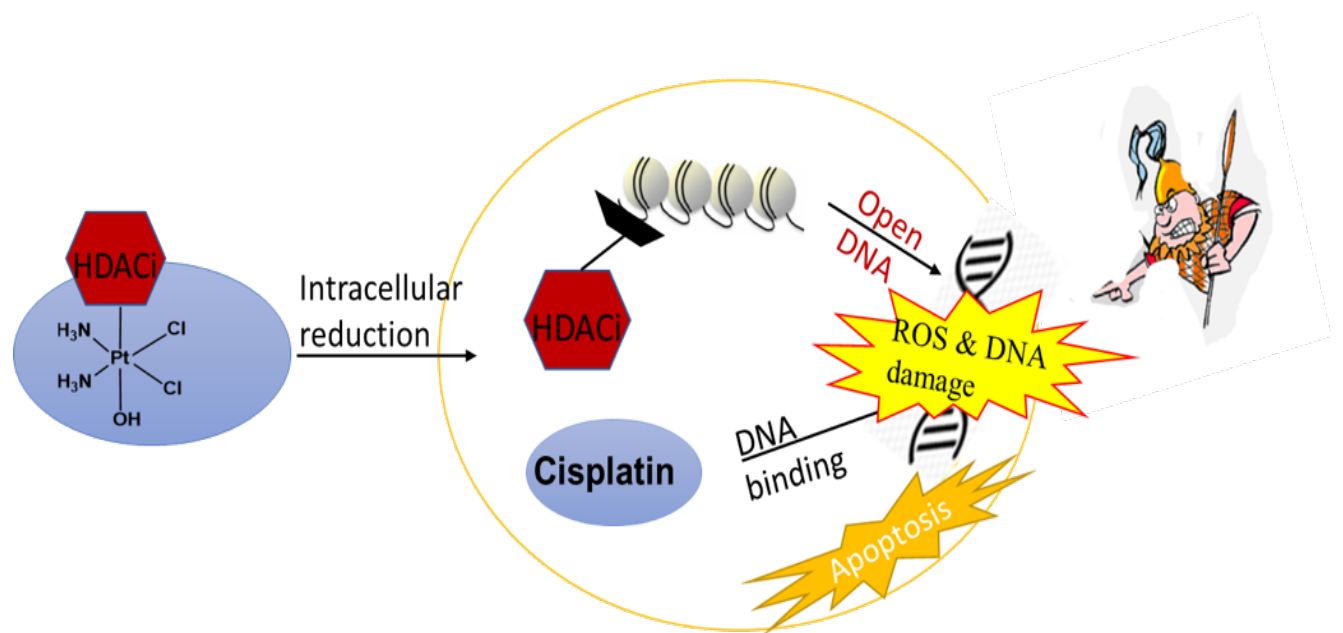 HDACi
H₃N
Cl
Pt
H₃N
Cl
OH
Intracellular
reduction
HDACi
Open
DNA
ROS & DNA
damage
Cisplatin
DNA
binding
Apoptosis